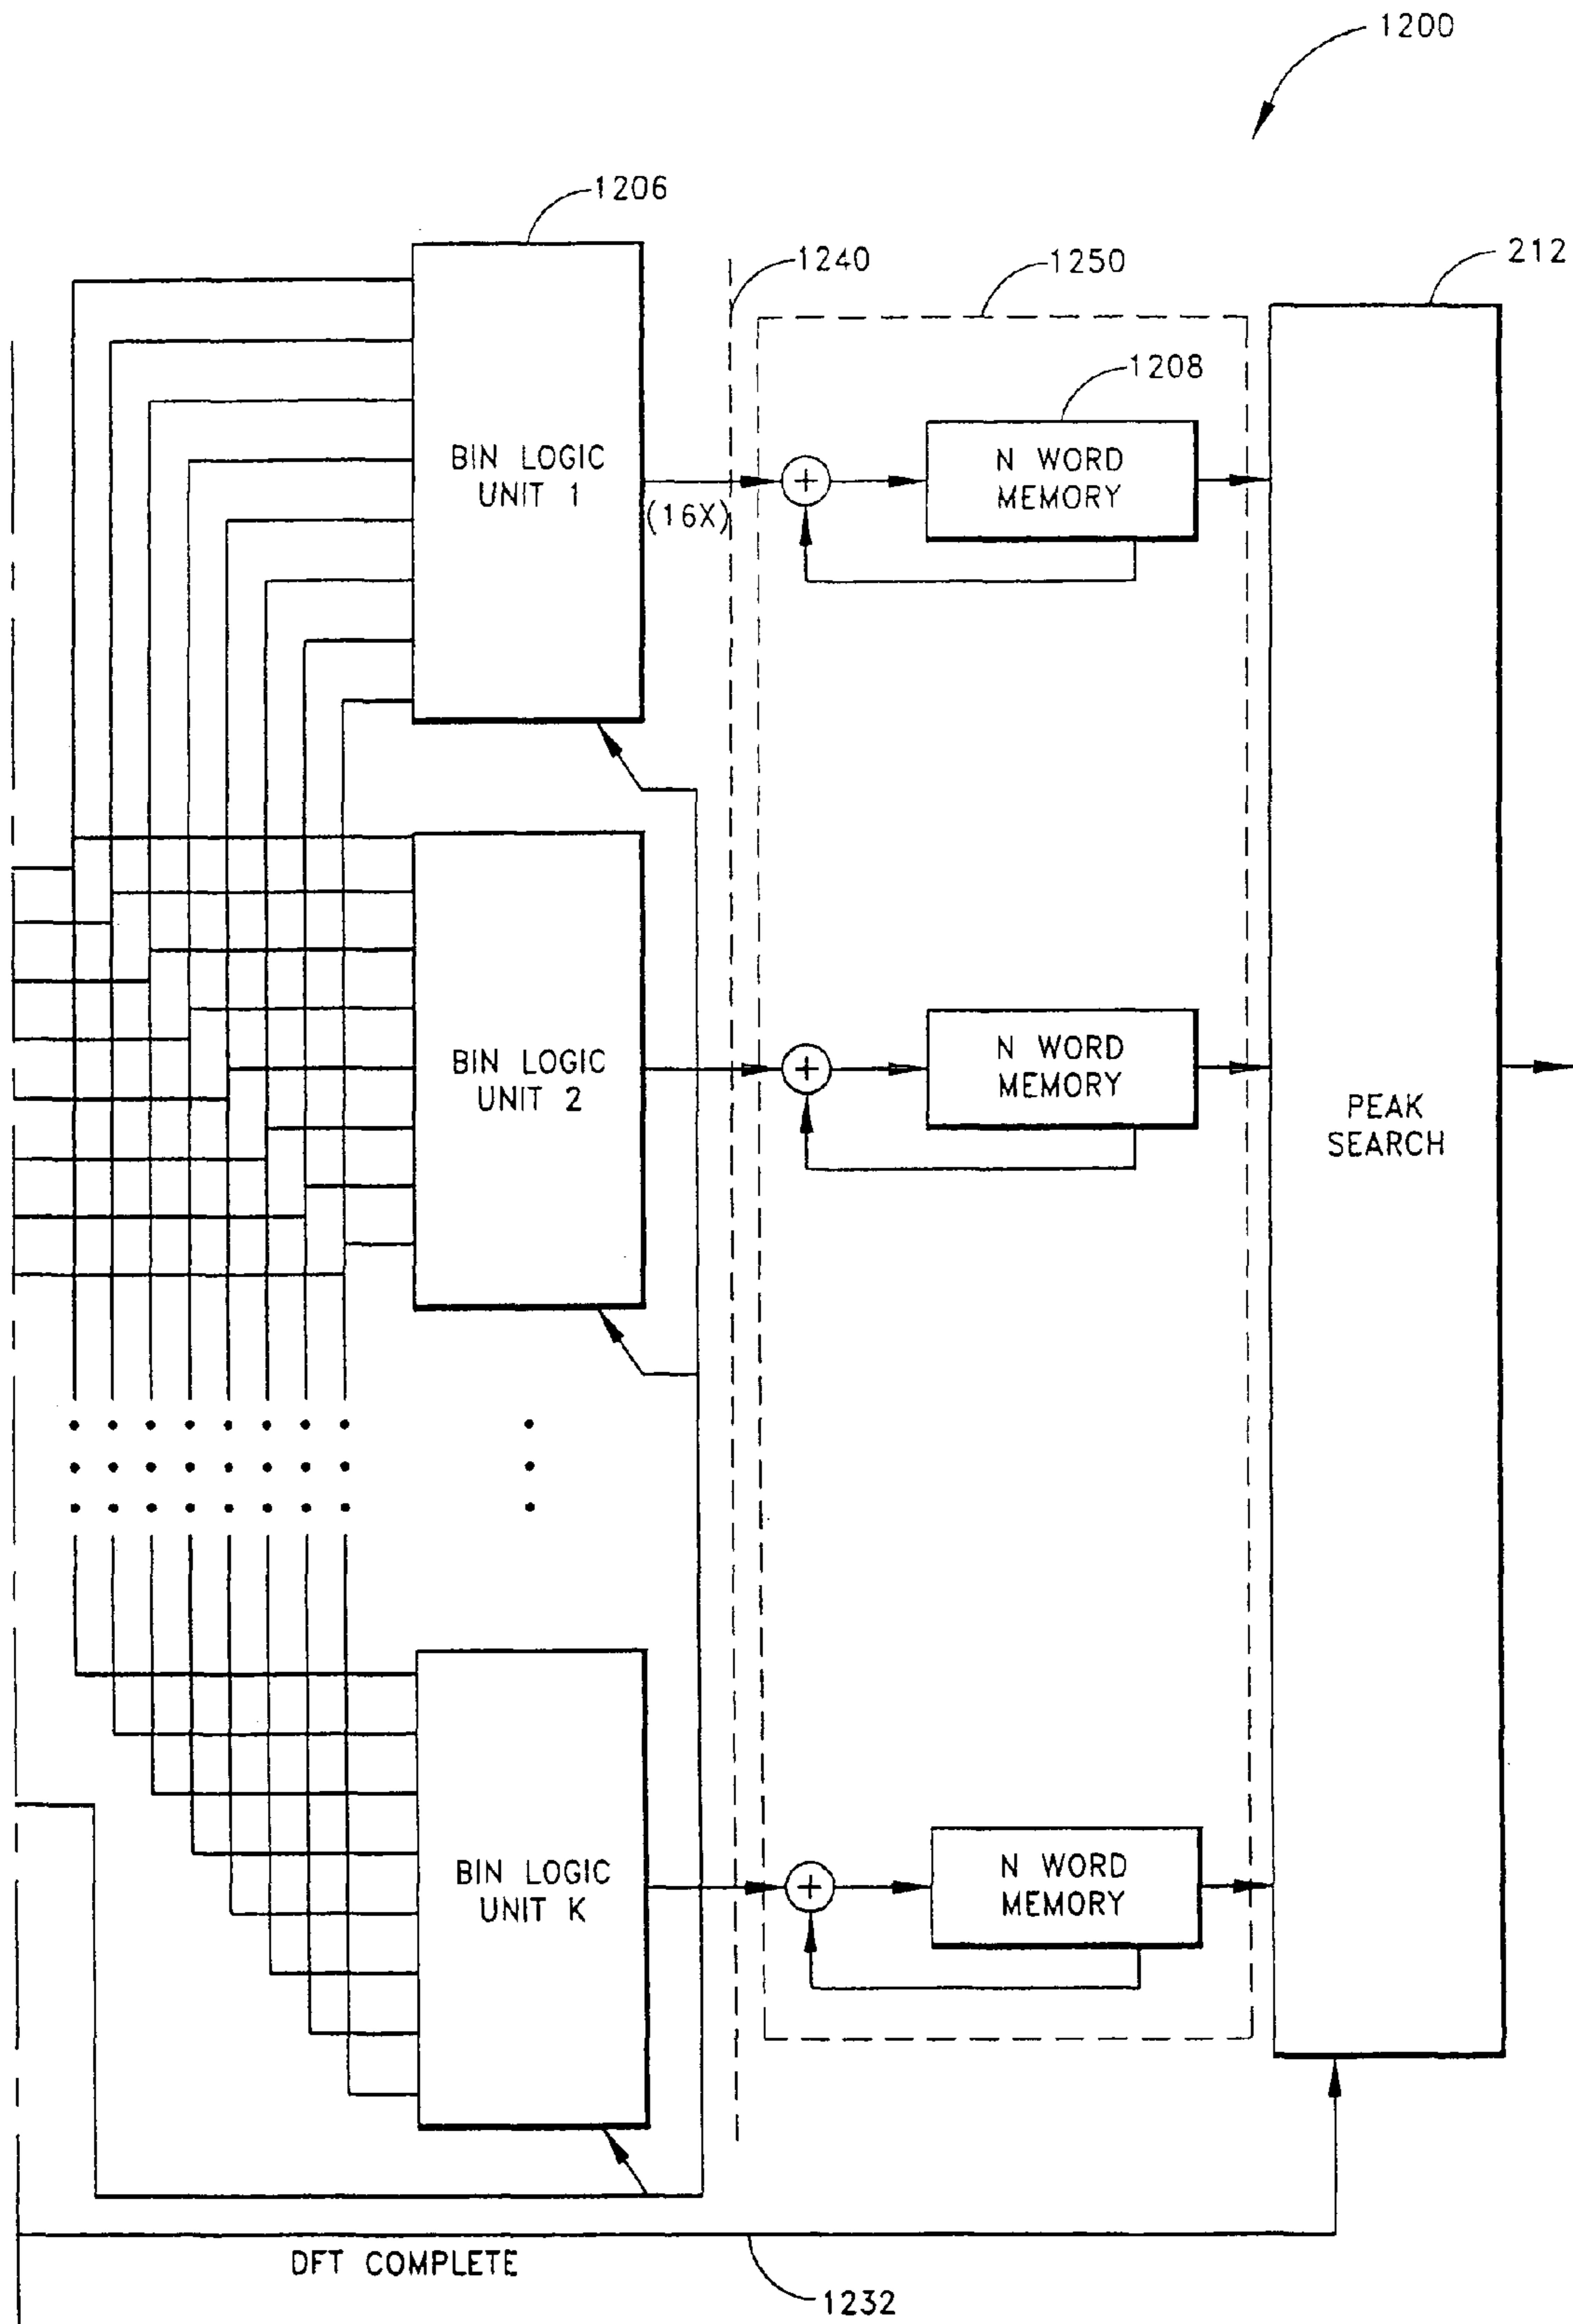 1200
1206
1240
1250
212
1208
BIN LOGIC
UNIT 1
(16X)
+
N WORD
MEMORY
BIN LOGIC
UNIT 2
+
N WORD
MEMORY
PEAK
SEARCH
BIN LOGIC
UNIT K
+
N WORD
MEMORY
DFT COMPLETE
1232